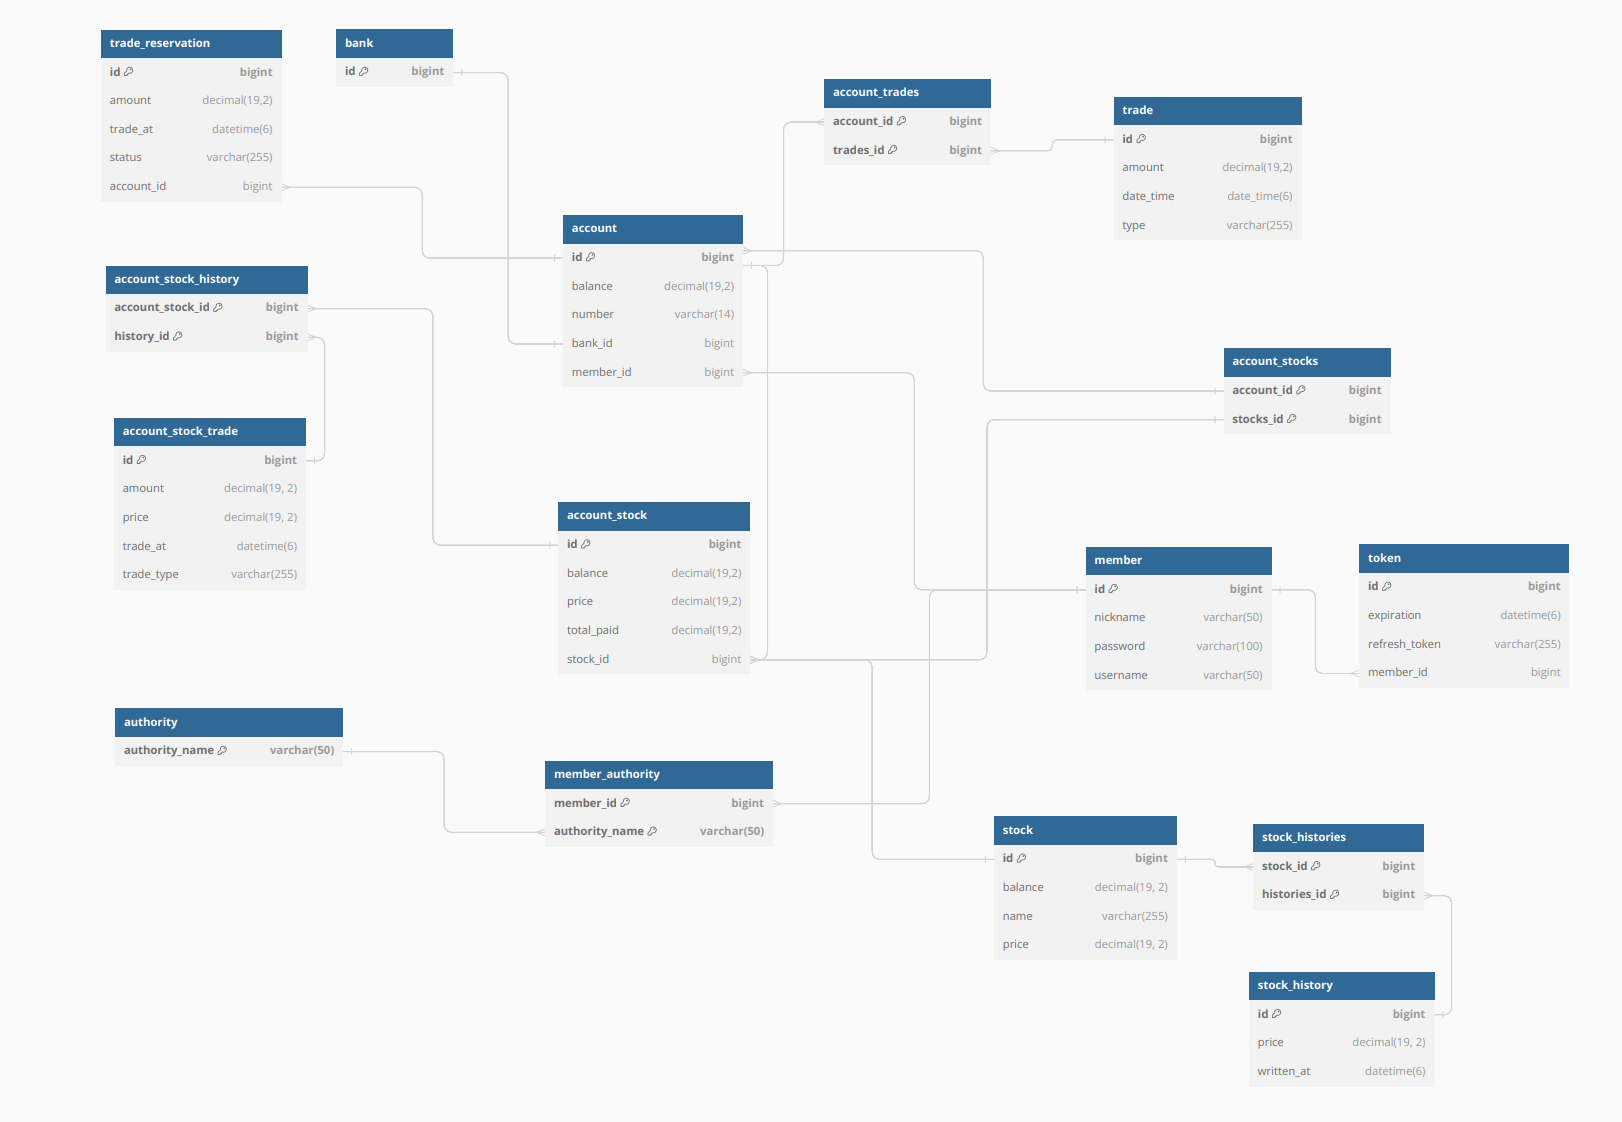 trade_reservation
id bigint
amount decimal(19,2)
trade_at datetime(6)
status varchar(255)
account_id bigint
bank
id bigint
account_trades
account_id bigint
trades_id bigint
trade
id bigint
amount decimal(19,2)
date_time date_time(6)
type varchar(255)
account
id bigint
balance decimal(19,2)
number varchar(14)
bank_id bigint
member_id bigint
account_stock_history
account_stock_id bigint
history_id bigint
account_stocks
account_id bigint
stocks_id bigint
account_stock_trade
id bigint
amount decimal(19, 2)
price decimal(19, 2)
trade_at datetime(6)
trade_type varchar(255)
account_stock
id bigint
balance decimal(19,2)
price decimal(19,2)
total_paid decimal(19,2)
stock_id bigint
member
id bigint
nickname varchar(50)
password varchar(100)
username varchar(50)
token
id bigint
expiration datetime(6)
refresh_token varchar(255)
member_id bigint
authority
authority_name varchar(50)
member_authority
member_id bigint
authority_name varchar(50)
stock
id bigint
balance decimal(19, 2)
name varchar(255)
price decimal(19, 2)
stock_histories
stock_id bigint
histories_id bigint
stock_history
id bigint
price decimal(19, 2)
written_at datetime(6)